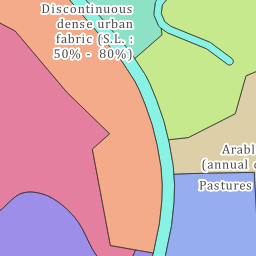 Discontinuous
dense urban
fabric (S.L. :
50% - 80%)
Arabl
(annual c
Pastures